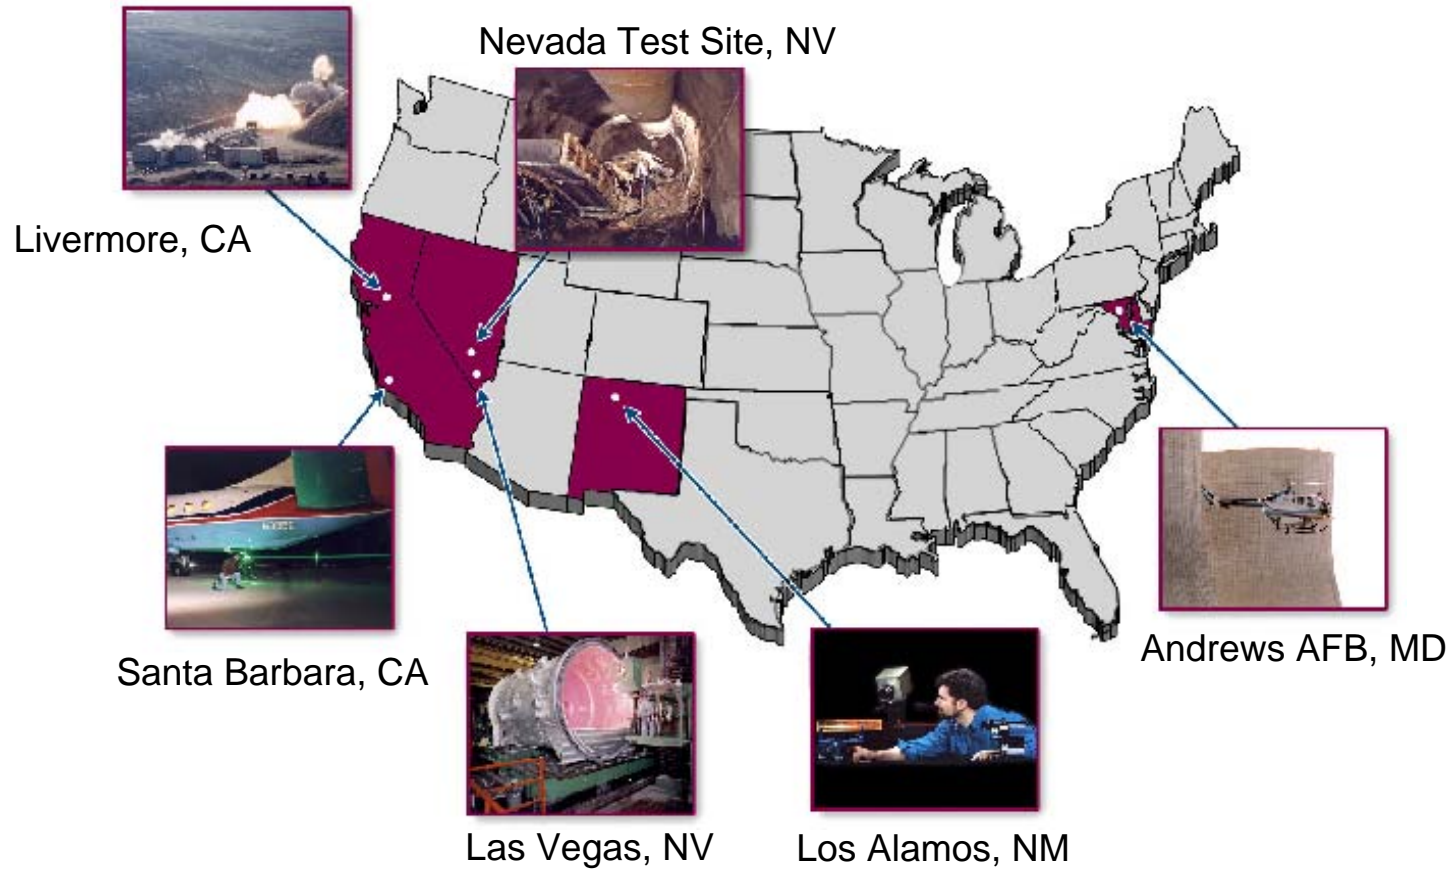 Nevada Test Site, NV
Livermore, CA
Santa Barbara, CA
Andrews AFB, MD
Las Vegas, NV
Los Alamos, NM